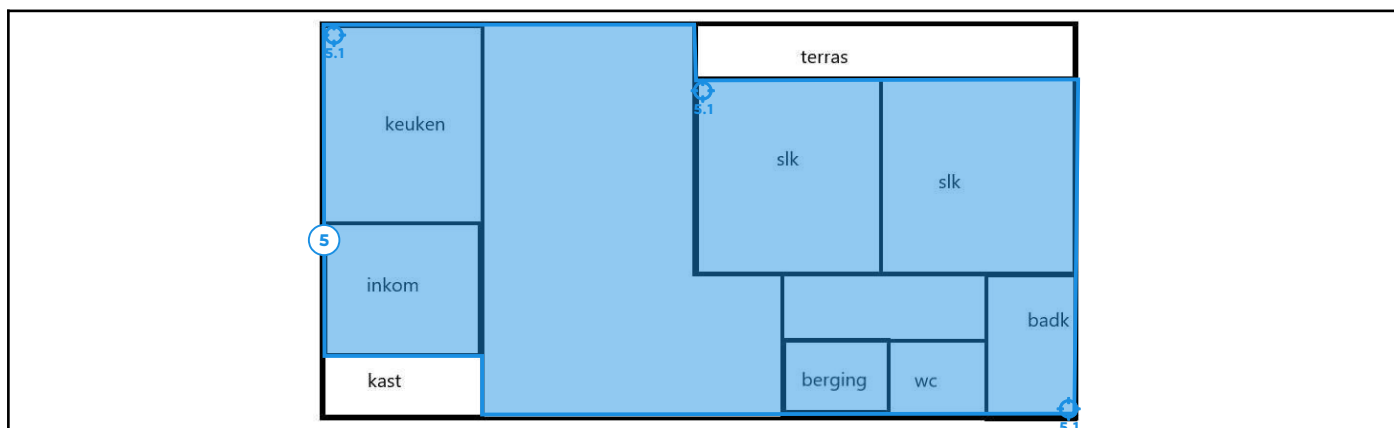 5.1
terras
5.1
keuken
slk
slk
5
inkom
badk
kast
berging
wc
5.1